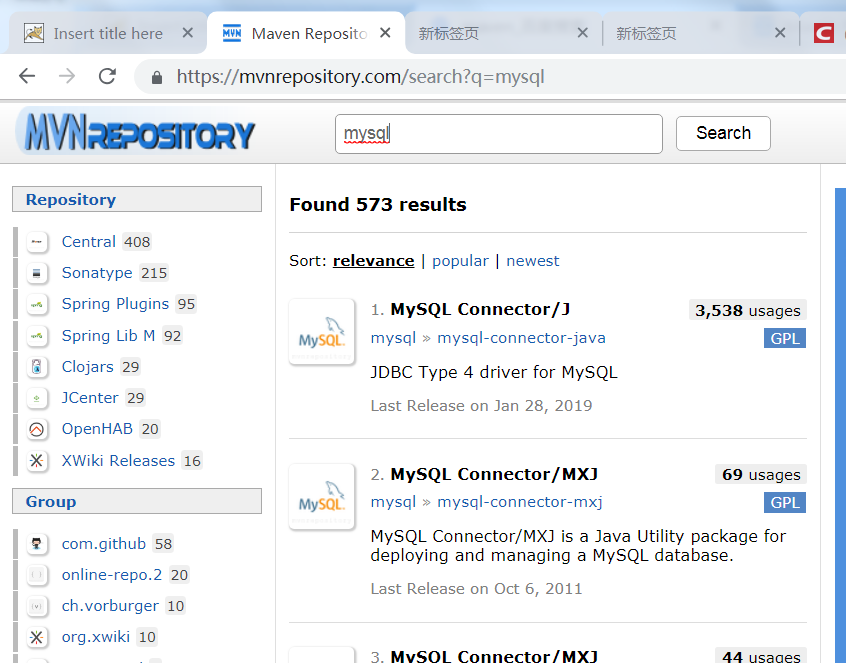 Insert title here
Maven Reposito
新标签页
新标签页
https://mvnrepository.com/search?q=mysql
MVNREPOSITORY
mysql
Search
Repository
Central 408
Sonatype 215
Spring Plugins 95
Spring Lib M 92
Clojars 29
JCenter 29
OpenHAB 20
XWiki Releases 16
Group
com.github 58
online-repo.2 20
ch.vorburger 10
org.xwiki 10
Found 573 results
Sort: relevance | popular | newest
1. MySQL Connector/J
3,538 usages
mysql » mysql-connector-java
GPL
MySQL
JDBC Type 4 driver for MySQL
Last Release on Jan 28, 2019
2. MySQL Connector/MXJ
69 usages
mysql » mysql-connector-mxj
GPL
MySQL
MySQL Connector/MXJ is a Java Utility package for
deploying and managing a MySQL database.
Last Release on Oct 6, 2011
3. MySQL Connector/MXJ
44 usages